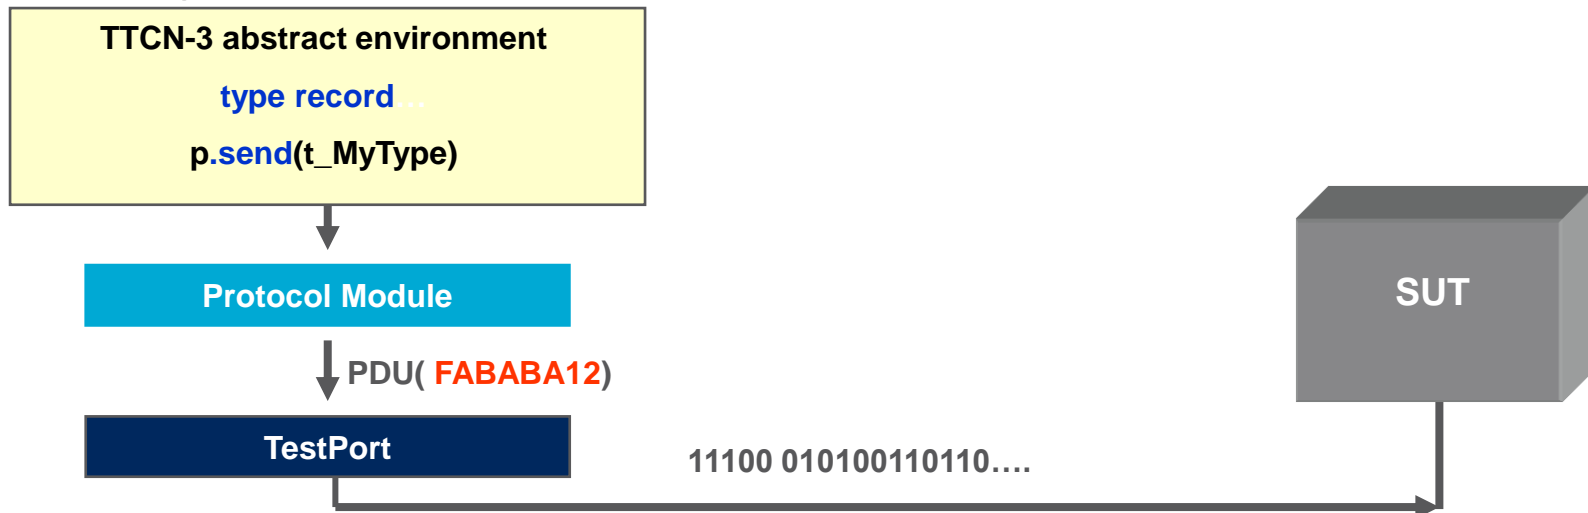 TTCN-3 abstract environment
type record…
p.send(t_MyType)
Protocol Module
SUT
PDU( FABABA12)
TestPort
11100 010100110110….